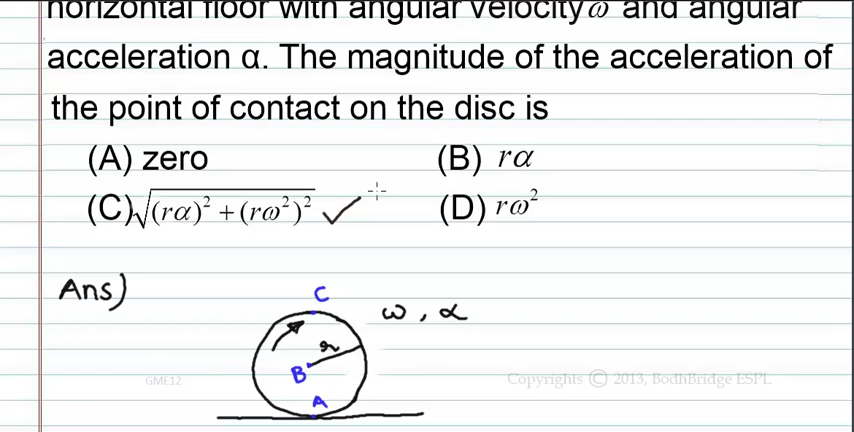 horizontal floor with angular velocity ω and angular
acceleration α. The magnitude of the acceleration of
the point of contact on the disc is
(A) zero (B) rα
(C) √((rα)² + (rω²)²) ✓ (D) rω²
Ans)
C
ω, α
r
B
A
GME12 Copyrights © 2013, BodhBridge ESPL